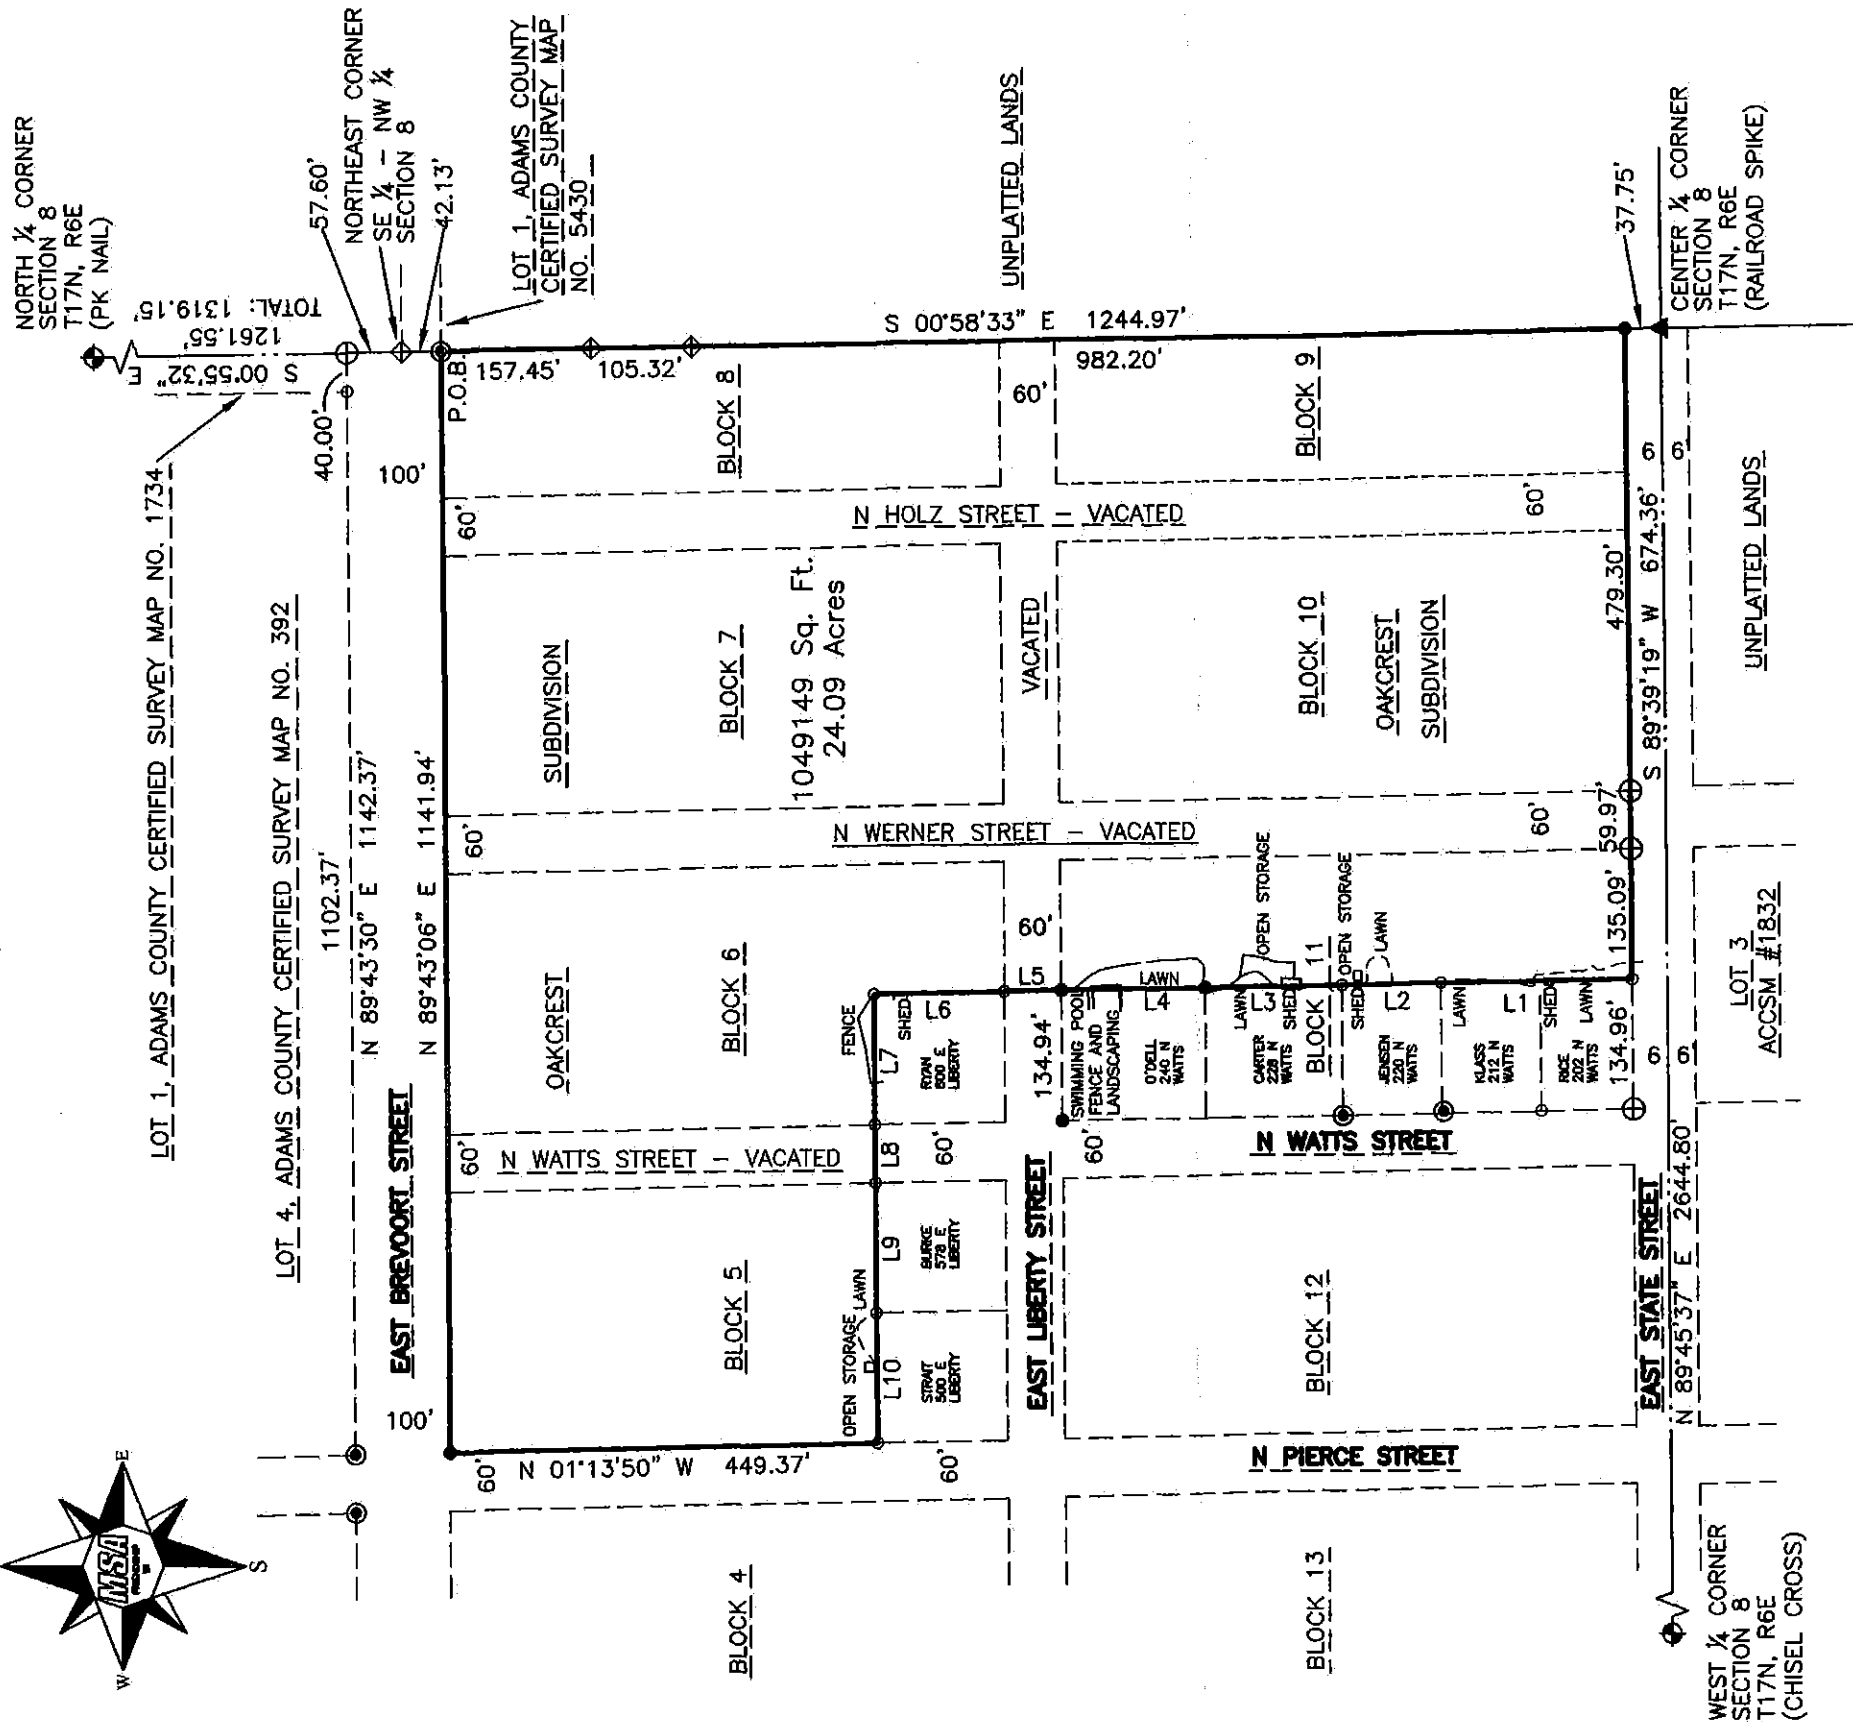 NORTH ¼ CORNER
SECTION 8
T17N, R6E
(PK NAIL)
S 00°55'32" E
1261.55'
TOTAL: 1319.15'
57.60'
NORTHEAST CORNER
SE ¼ - NW ¼
SECTION 8
42.13'
40.00'
LOT 1, ADAMS COUNTY
CERTIFIED SURVEY MAP
NO. 5430
LOT 1, ADAMS COUNTY CERTIFIED SURVEY MAP NO. 1734
LOT 4, ADAMS COUNTY CERTIFIED SURVEY MAP NO. 392
1102.37'
N 89°43'30" E 1142.37'
N 89°43'06" E 1141.94'
EAST BREVOORT STREET
100'
100'
P.O.B.
157.45'
105.32'
S 00°58'33" E 1244.97'
982.20'
UNPLATTED LANDS
BLOCK 8
60'
BLOCK 9
60'
N HOLZ STREET - VACATED
60'
SUBDIVISION
BLOCK 7
1049149 Sq. Ft.
24.09 Acres
VACATED
BLOCK 10
OAKCREST
SUBDIVISION
60'
N WERNER STREET - VACATED
60'
OAKCREST
BLOCK 6
60'
FENCE
SHED
L7
L6
L5
RYAN
600 E
LIBERTY
134.94'
SWIMMING POOL
FENCE AND
LANDSCAPING
LAWN
L4
O'DELL
240 N
WATTS
OPEN STORAGE
LAWN
L3
SHED
CARTER
228 N
WATTS
BLOCK 11
OPEN STORAGE
SHED
LAWN
L2
JENSEN
220 N
WATTS
LAWN
L1
KLASS
212 N
WATTS
SHED
LAWN
RICE
202 N
WATTS
134.96'
135.09'
59.97'
479.30'
S 89°39'19" W 674.36'
37.75'
CENTER ¼ CORNER
SECTION 8
T17N, R6E
(RAILROAD SPIKE)
6
6
UNPLATTED LANDS
LOT 3
ACCSM #1832
6
6
60'
N WATTS STREET - VACATED
L8
60'
60'
N WATTS STREET
BLOCK 5
L9
BURKE
578 E
LIBERTY
LAWN
OPEN STORAGE
L10
STRAIT
500 E
LIBERTY
EAST LIBERTY STREET
BLOCK 12
EAST STATE STREET
N 89°45'37" E 2644.80'
60'
N 01°13'50" W 449.37'
60'
N PIERCE STREET
BLOCK 4
BLOCK 13
WEST ¼ CORNER
SECTION 8
T17N, R6E
(CHISEL CROSS)
E
S
W
MSA